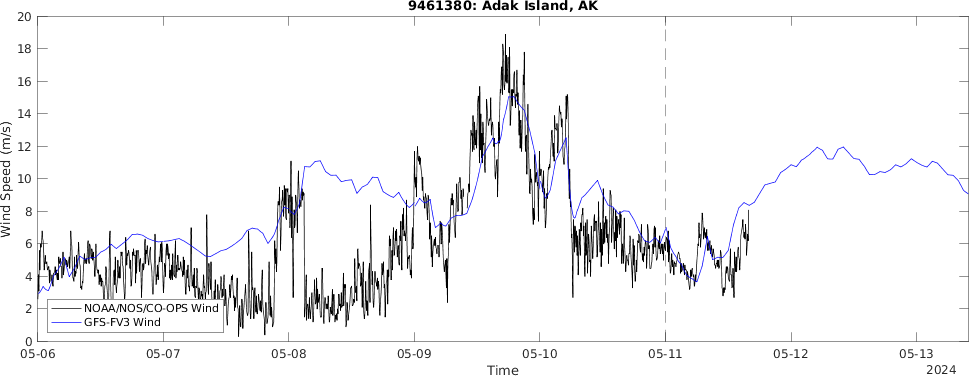 9461380: Adak Island, AK
20
18
16
14
12
10
8
6
4
2
0
Wind Speed (m/s)
NOAA/NOS/CO-OPS Wind
GFS-FV3 Wind
05-06 05-07 05-08 05-09 05-10 05-11 05-12 05-13
Time
2024